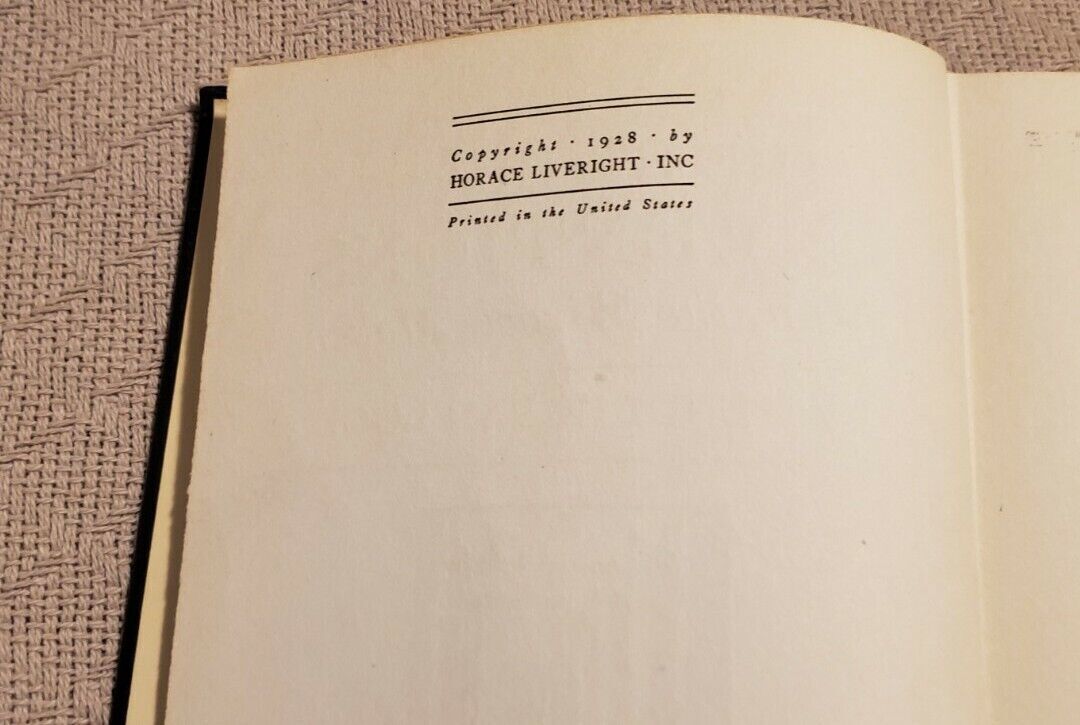 Copyright · 1928 · by
HORACE LIVERIGHT · INC
Printed in the United States